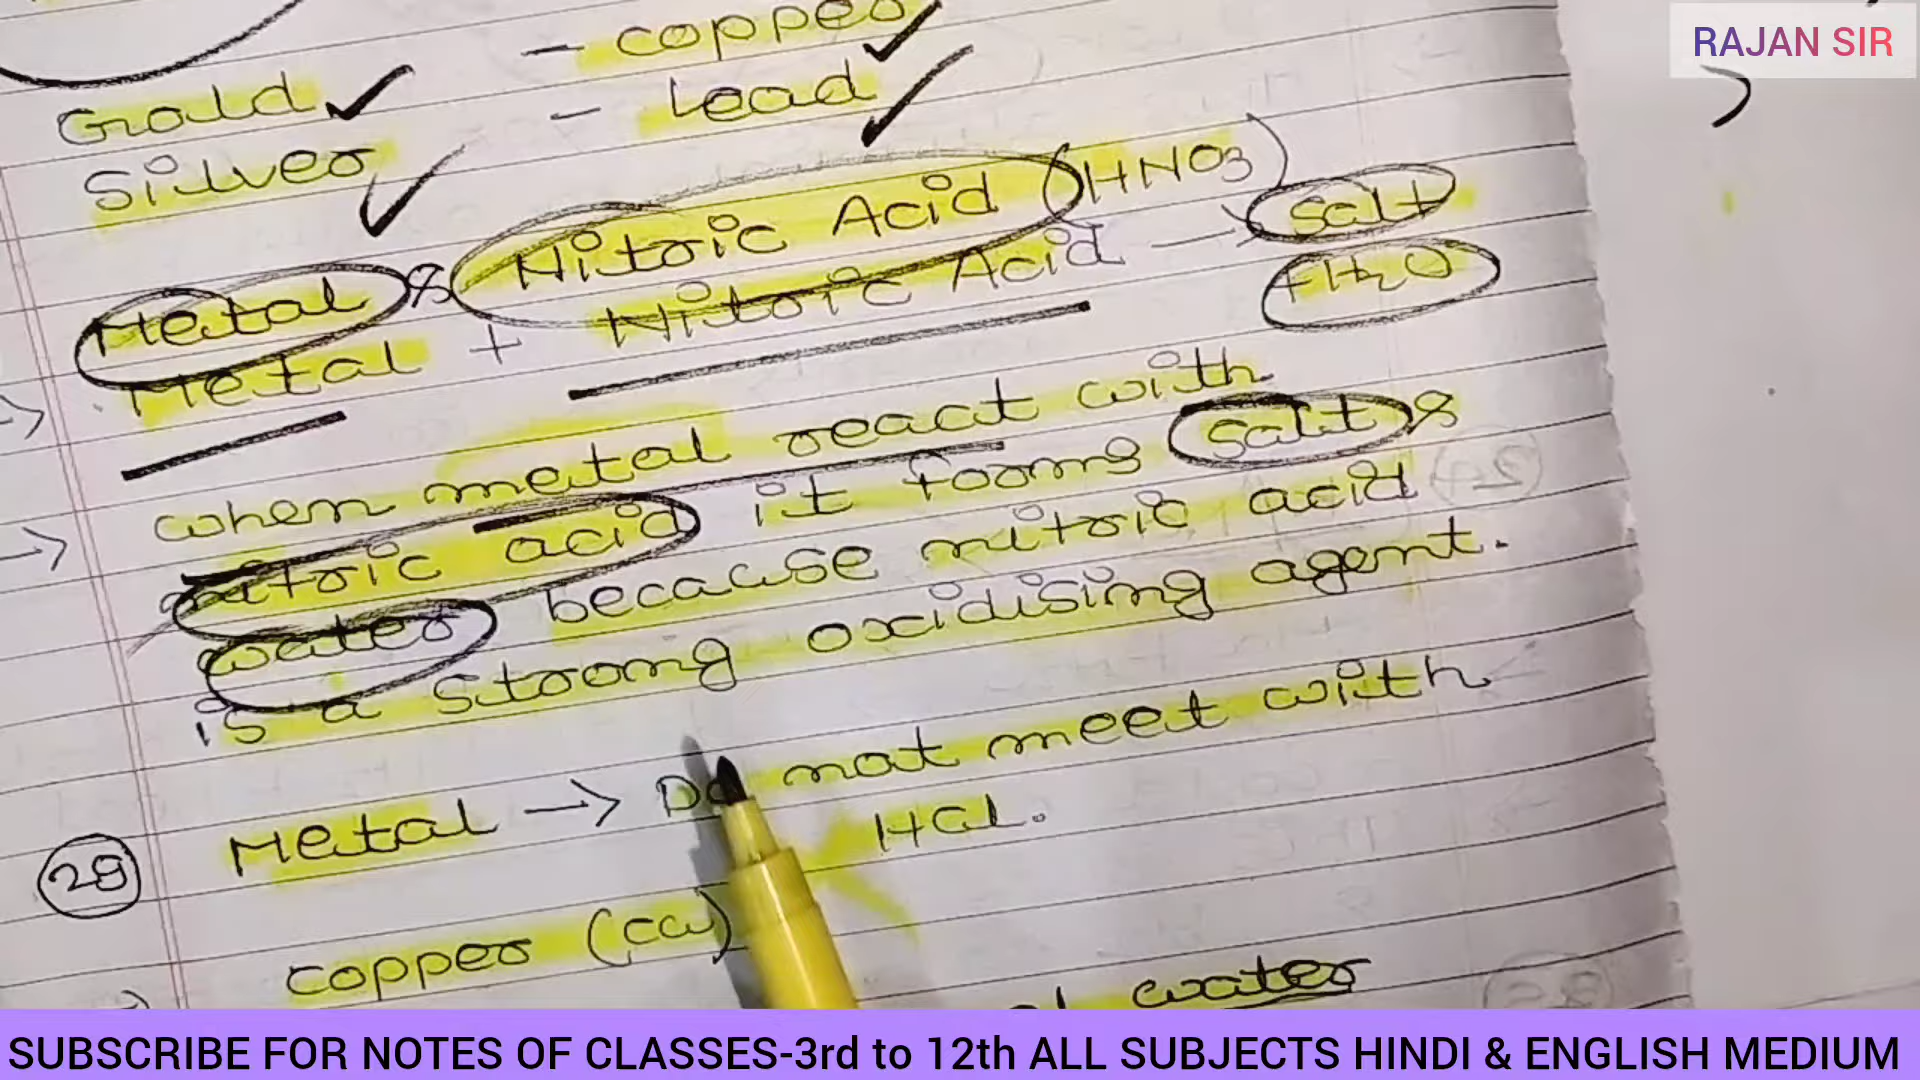 RAJAN SIR
- copper
Gold - lead
Silver
Metal & Nitric Acid (HNO3)
Metal + Nitric Acid → Salt
+H2O
→ when metal react with
nitric acid it forms salt &
water because nitric acid
is a strong oxidising agent.
28 Metal → Do not meet with
HCl.
copper (Cu)
water
SUBSCRIBE FOR NOTES OF CLASSES-3rd to 12th ALL SUBJECTS HINDI & ENGLISH MEDIUM